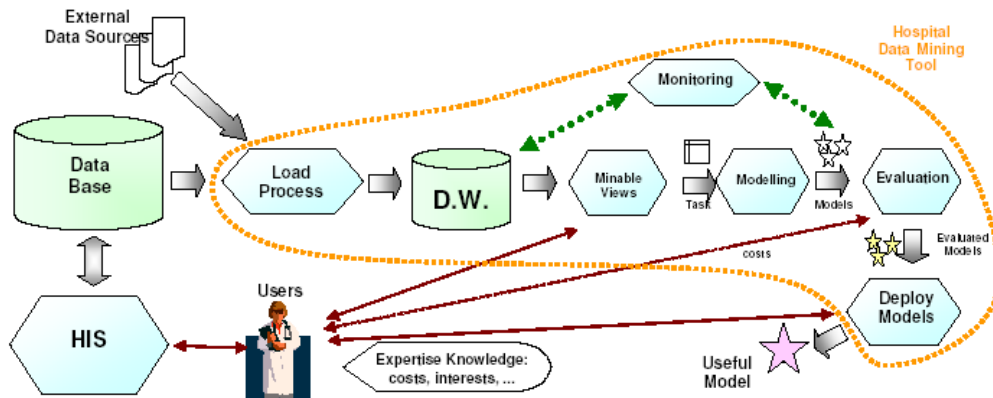 External
Data Sources
Hospital
Data Mining
Tool
Monitoring
Data
Base
Load
Process
D.W.
Minable
Views
Task
Modelling
Models
Evaluation
costs
Evaluated
Models
Users
HIS
Deploy
Models
Expertise Knowledge:
costs, interests, ...
Useful
Model